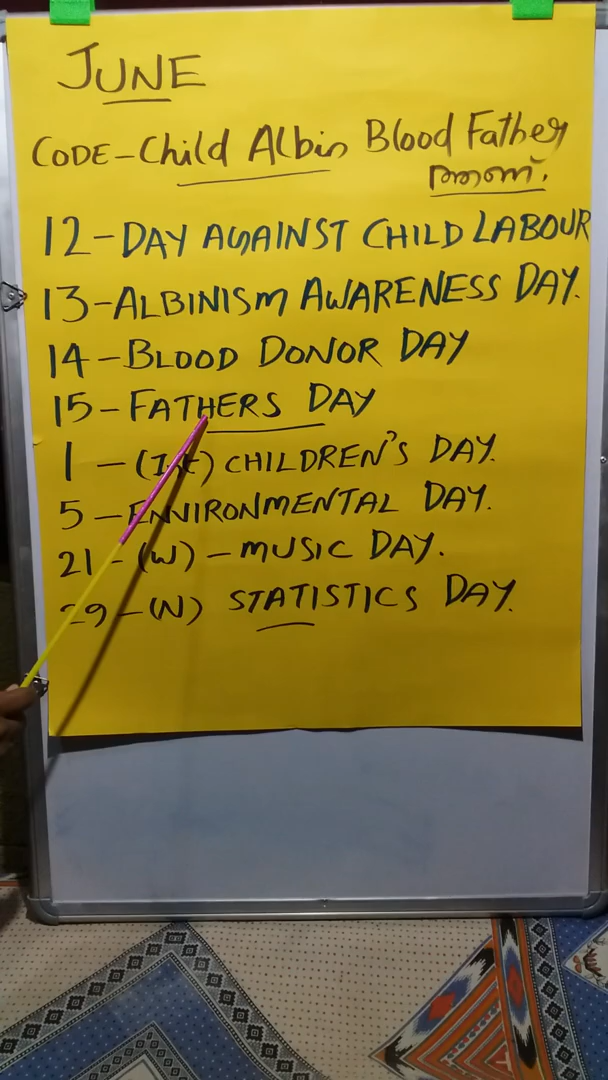 JUNE
CODE-Child Albin Blood Father
ആണ്.
12-DAY AGAINST CHILD LABOUR
13-ALBINISM AWARENESS DAY.
14-BLOOD DONOR DAY
15-FATHERS DAY
1-(Int) CHILDREN'S DAY.
5-ENVIRONMENTAL DAY.
21-(W)-MUSIC DAY.
29-(N) STATISTICS DAY.